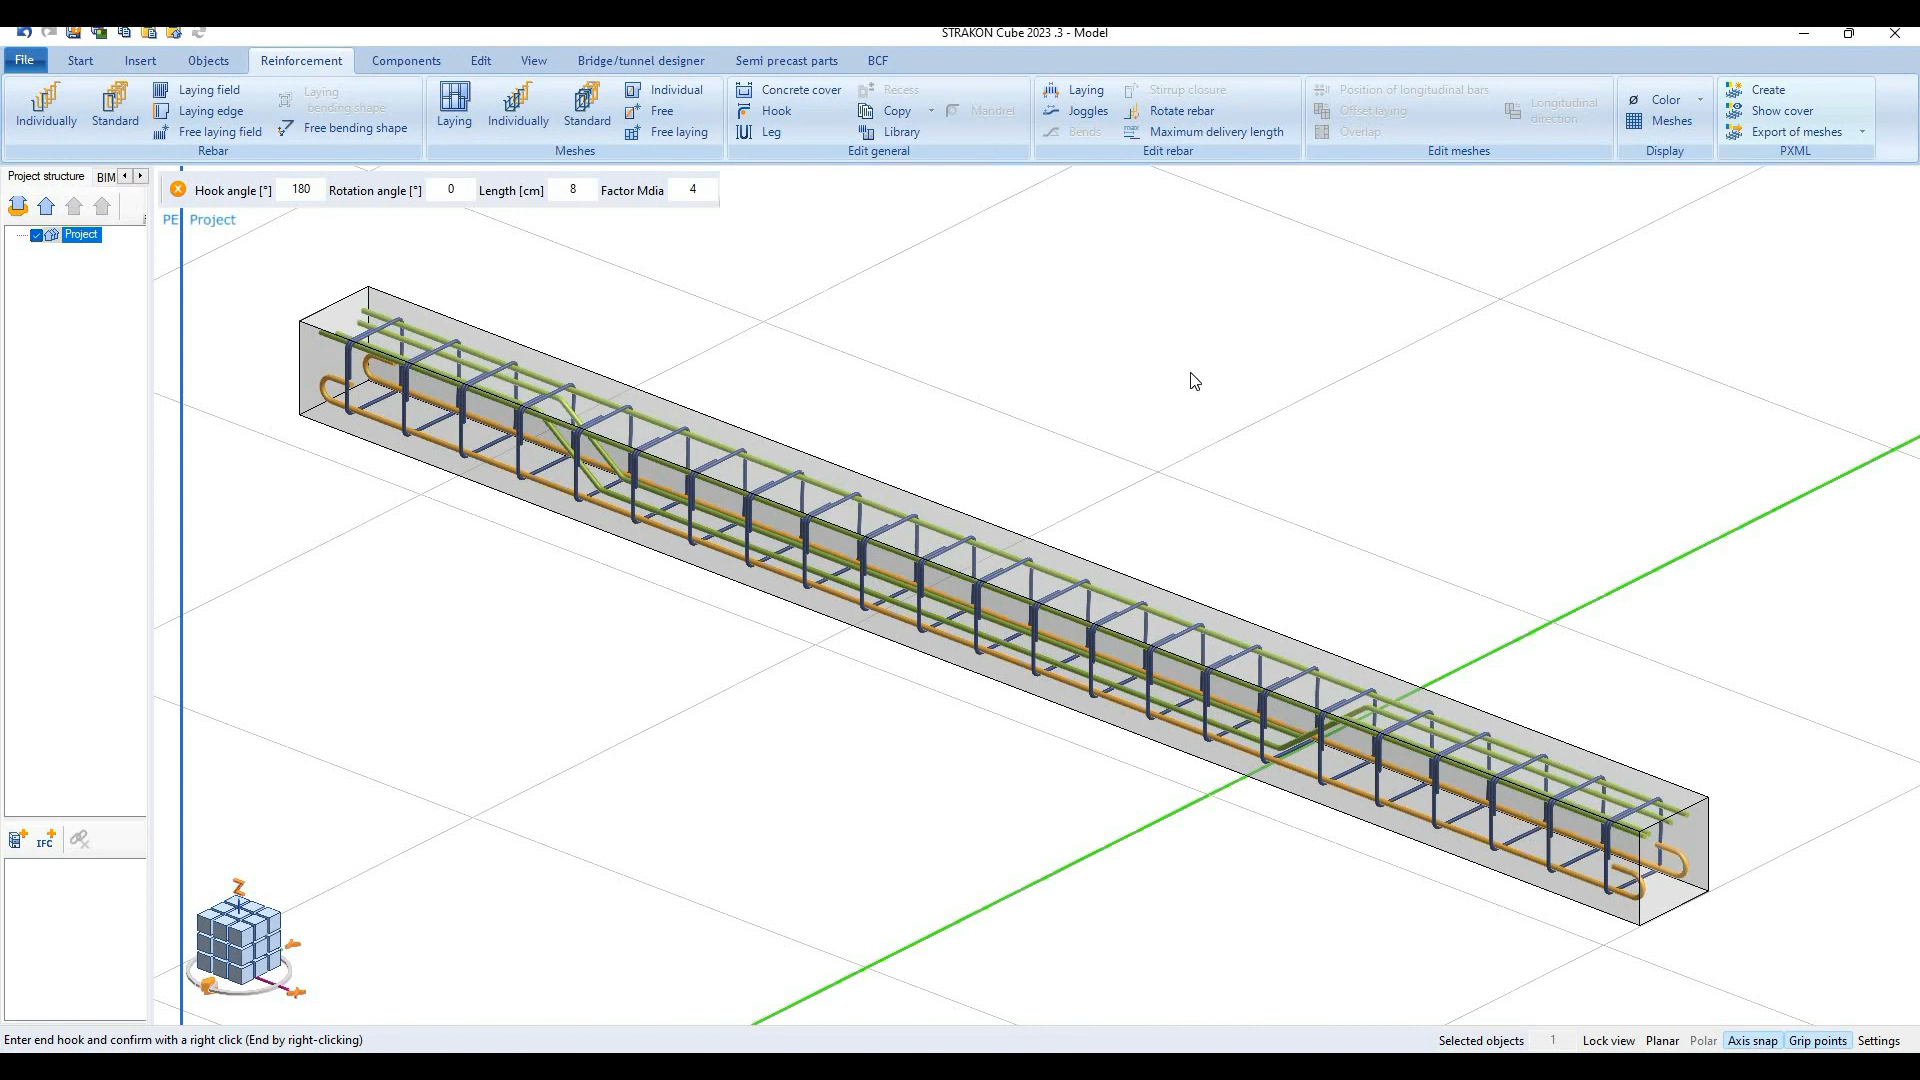 STRAKON Cube 2023 .3 - Model
File Start Insert Objects Reinforcement Components Edit View Bridge/tunnel designer Semi precast parts BCF
Individually Standard Laying field Laying edge Free laying field Laying bending shape Free bending shape
Rebar
Laying Individually Standard Individual Free Free laying
Meshes
Concrete cover Hook Leg Recess Copy Library Mandrel
Edit general
Laying Joggles Bends Stirrup closure Rotate rebar Maximum delivery length
Edit rebar
Position of longitudinal bars Offset laying Overlap Longitudinal direction
Edit meshes
Ø Color Meshes
Display
Create Show cover Export of meshes
PXML
Project structure BIM
Hook angle [°] 180 Rotation angle [°] 0 Length [cm] 8 Factor Mdia 4
PE Project
Project
IFC
Z
Enter end hook and confirm with a right click (End by right-clicking)
Selected objects 1 Lock view Planar Polar Axis snap Grip points Settings